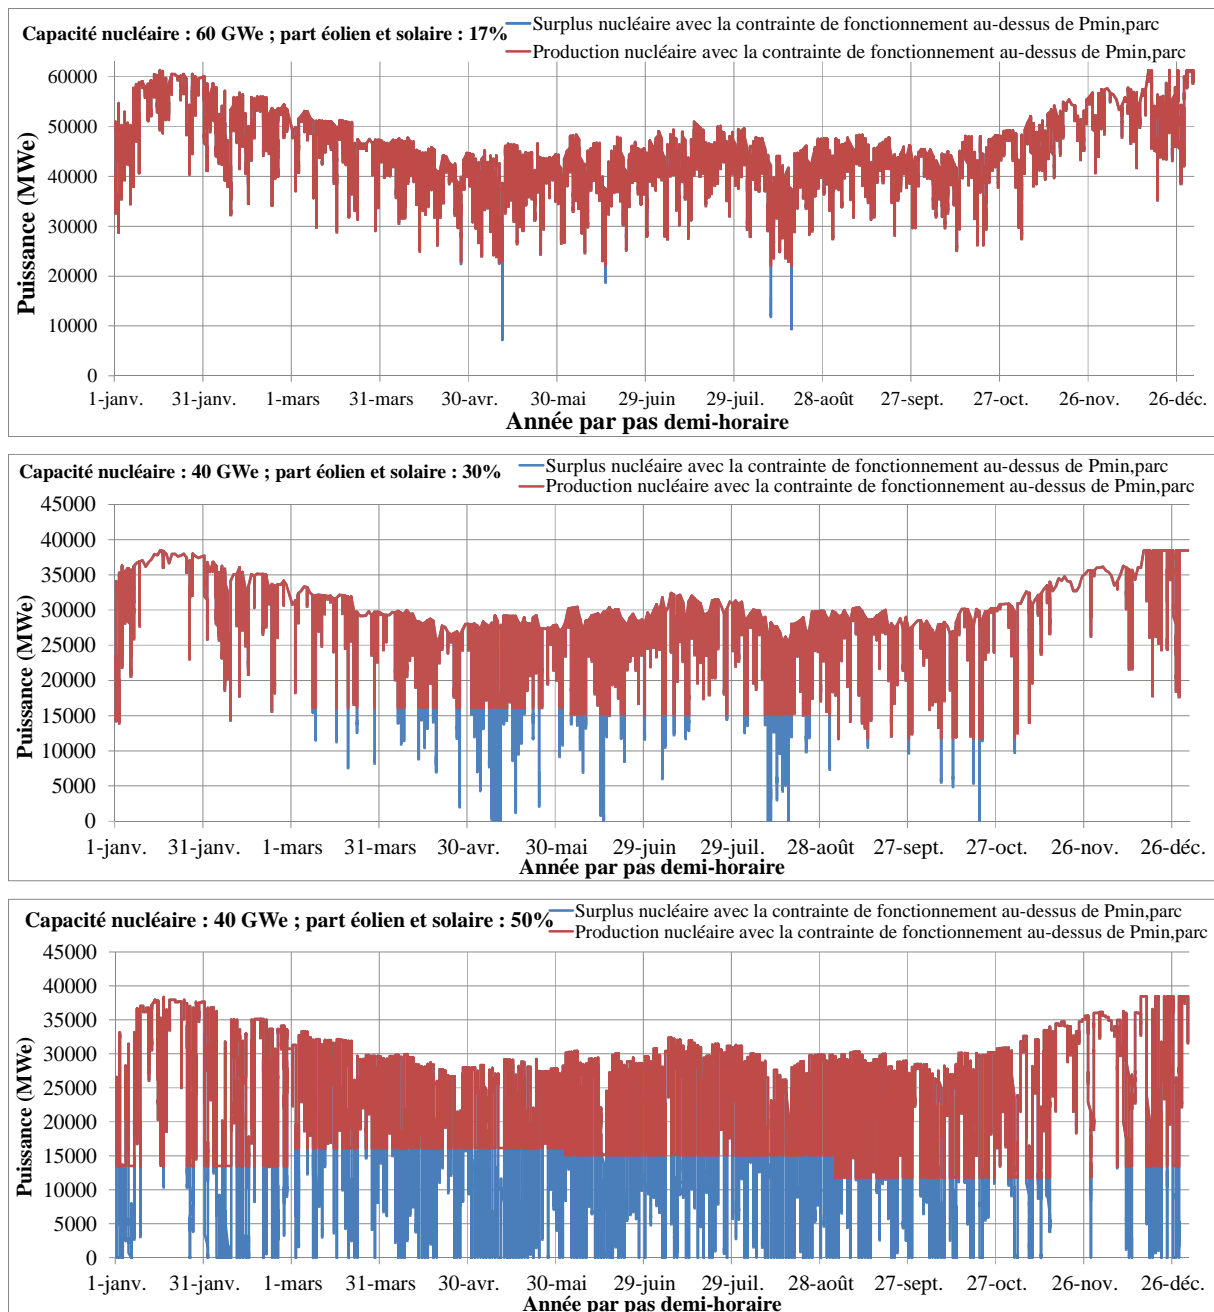 Capacité nucléaire : 60 GWe ; part éolien et solaire : 17%
Surplus nucléaire avec la contrainte de fonctionnement au-dessus de Pmin,parc
Production nucléaire avec la contrainte de fonctionnement au-dessus de Pmin,parc
Puissance (MWe)
60000
50000
40000
30000
20000
10000
0
1-janv. 31-janv. 1-mars 31-mars 30-avr. 30-mai 29-juin 29-juil. 28-août 27-sept. 27-oct. 26-nov. 26-déc.
Année par pas demi-horaire
Capacité nucléaire : 40 GWe ; part éolien et solaire : 30%
Surplus nucléaire avec la contrainte de fonctionnement au-dessus de Pmin,parc
Production nucléaire avec la contrainte de fonctionnement au-dessus de Pmin,parc
Puissance (MWe)
45000
40000
35000
30000
25000
20000
15000
10000
5000
0
1-janv. 31-janv. 1-mars 31-mars 30-avr. 30-mai 29-juin 29-juil. 28-août 27-sept. 27-oct. 26-nov. 26-déc.
Année par pas demi-horaire
Capacité nucléaire : 40 GWe ; part éolien et solaire : 50%
Surplus nucléaire avec la contrainte de fonctionnement au-dessus de Pmin,parc
Production nucléaire avec la contrainte de fonctionnement au-dessus de Pmin,parc
Puissance (MWe)
45000
40000
35000
30000
25000
20000
15000
10000
5000
0
1-janv. 31-janv. 1-mars 31-mars 30-avr. 30-mai 29-juin 29-juil. 28-août 27-sept. 27-oct. 26-nov. 26-déc.
Année par pas demi-horaire